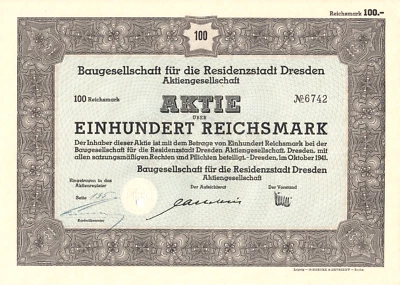 Reichsmark 100.-
100
Baugesellschaft für die Residenzstadt Dresden
Aktiengesellschaft
100 Reichsmark
AKTIE
№6742
ÜBER
EINHUNDERT REICHSMARK
Der Inhaber dieser Aktie ist mit dem Betrage von Einhundert Reichsmark bei der
Baugesellschaft für die Residenzstadt Dresden Aktiengesellschaft, Dresden, mit
allen satzungsmäßigen Rechten und Pflichten beteiligt. - Dresden, im Oktober 1941.
Baugesellschaft für die Residenzstadt Dresden
Aktiengesellschaft
Eingetragen in das
Aktienregister
Der Aufsichtsrat
Der Vorstand
Seite
Kontrollbeamter